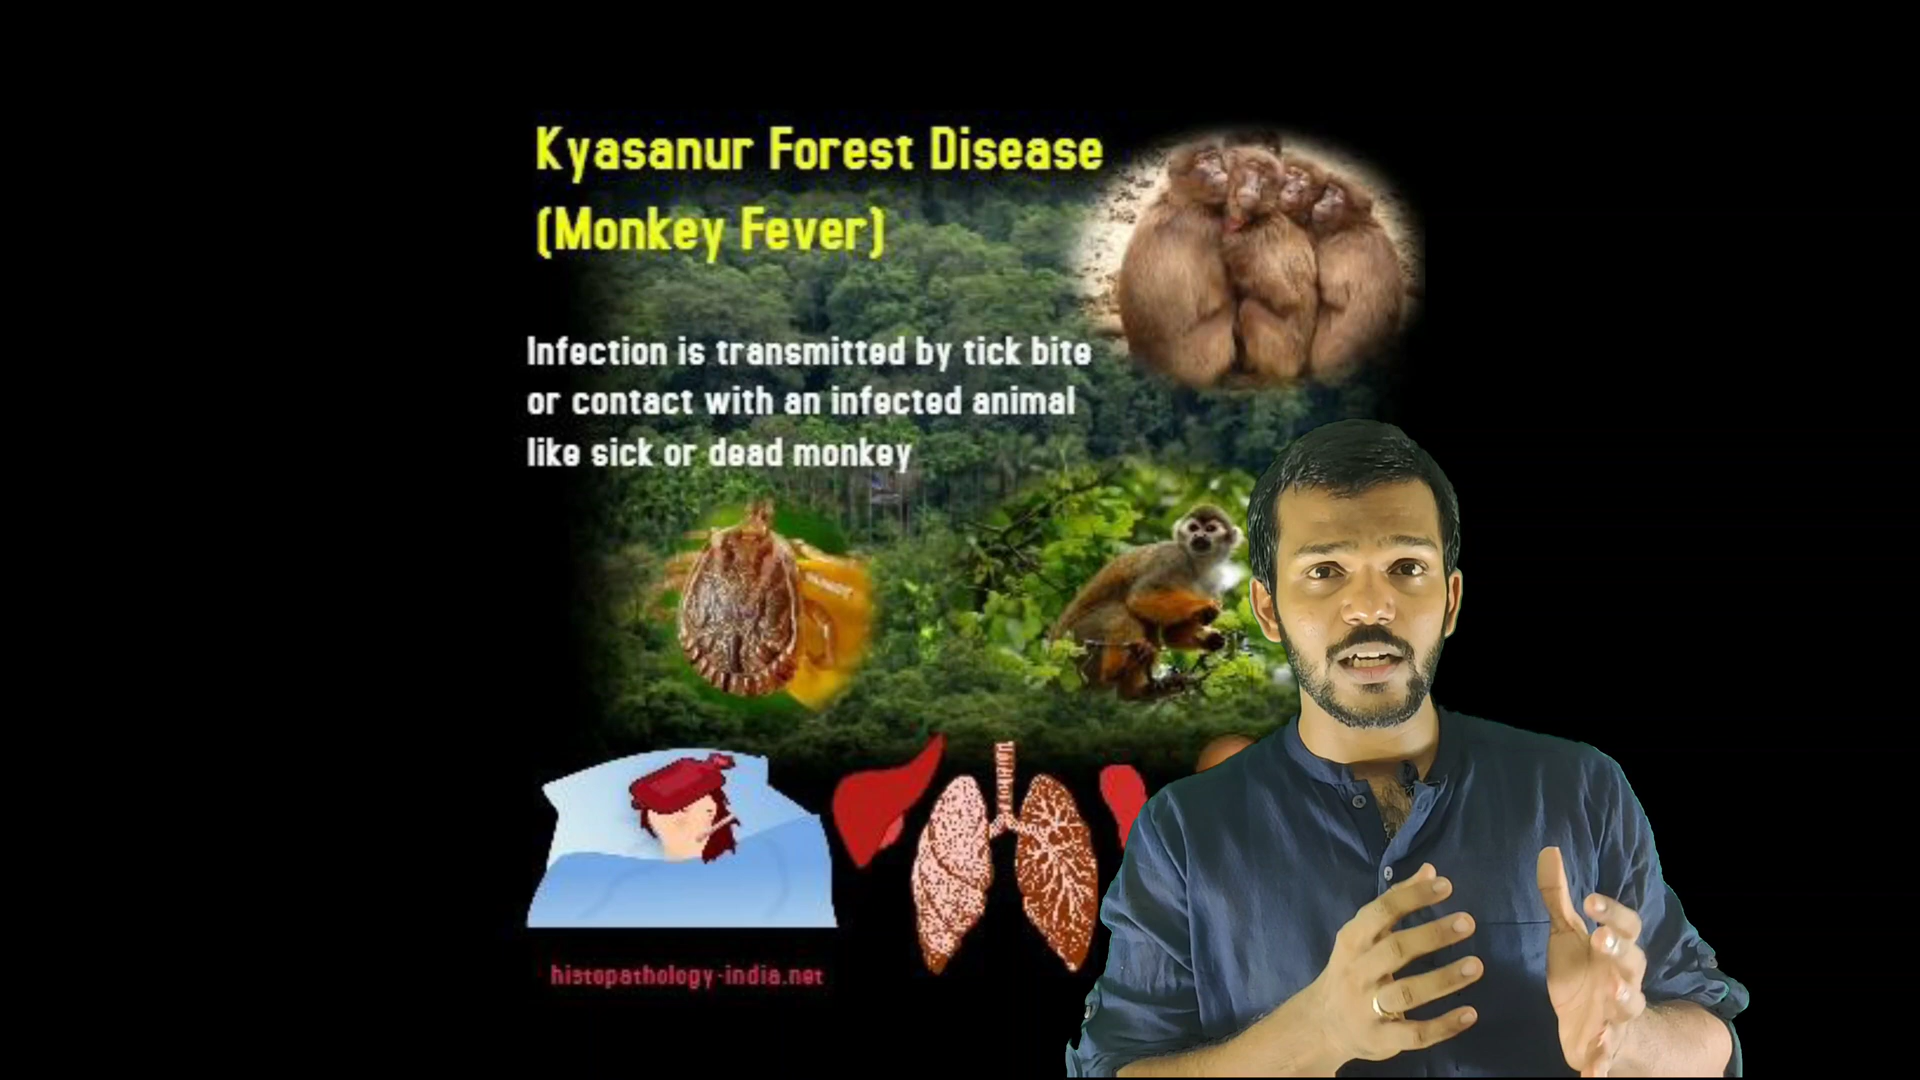 Kyasanur Forest Disease
(Monkey Fever)
Infection is transmitted by tick bite
or contact with an infected animal
like sick or dead monkey
histopathology-india.net